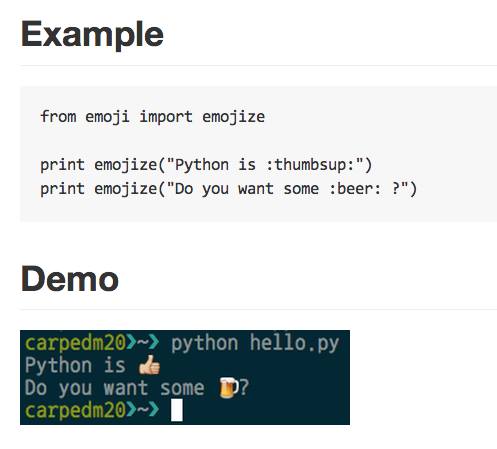 Example
from emoji import emojize
print emojize("Python is :thumbsup:")
print emojize("Do you want some :beer: ?")
Demo
carpedm20❯~❯ python hello.py
Python is 👍
Do you want some 🍺?
carpedm20❯~❯